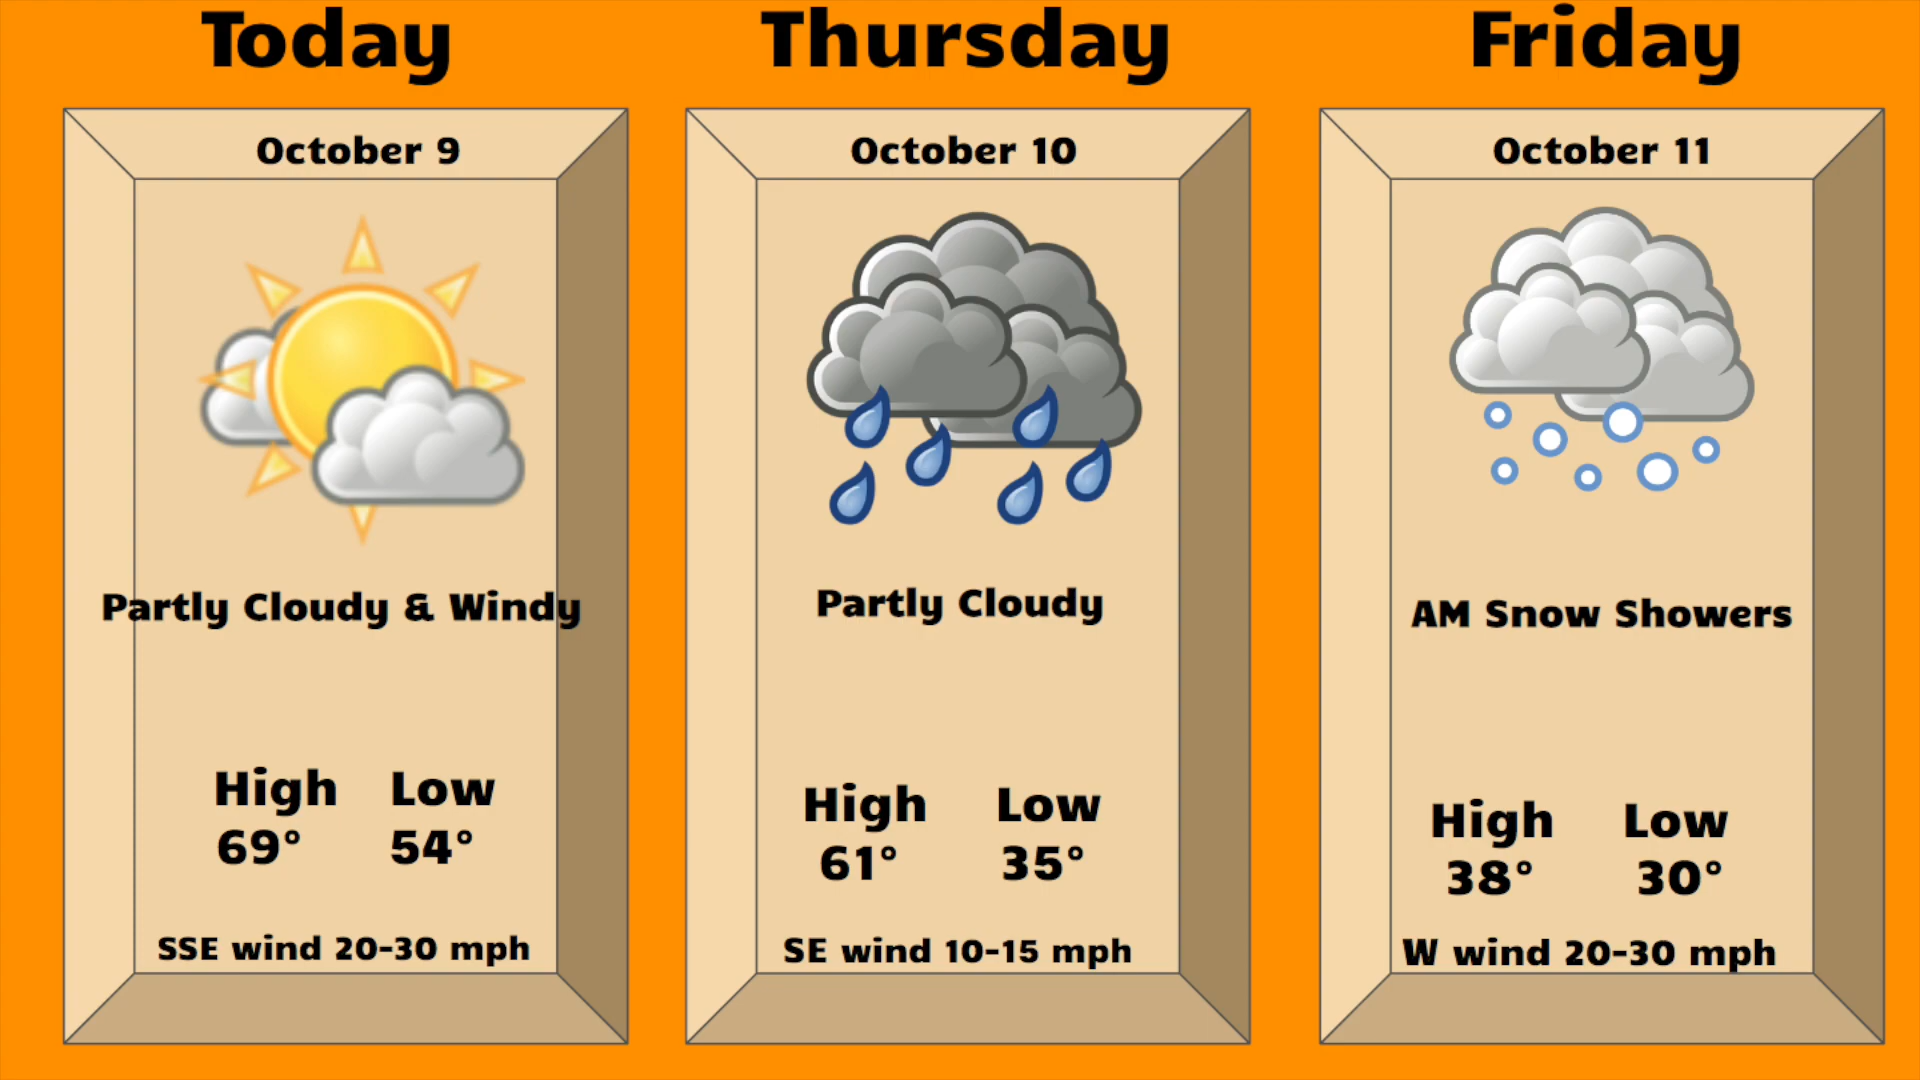 Today
October 9
Partly Cloudy & Windy
High Low
69° 54°
SSE wind 20-30 mph
Thursday
October 10
Partly Cloudy
High Low
61° 35°
SE wind 10-15 mph
Friday
October 11
AM Snow Showers
High Low
38° 30°
W wind 20-30 mph